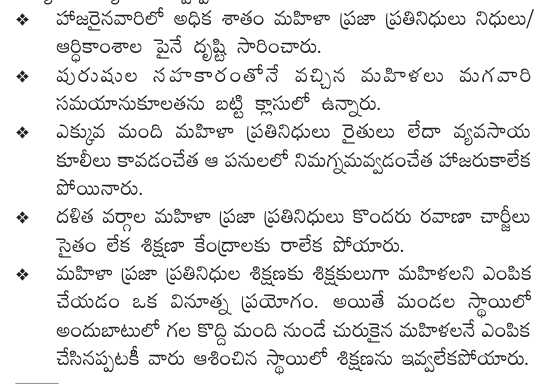 ❖ హాజరైనవారిలో అధిక శాతం మహిళా ప్రజా ప్రతినిధులు నిధులు/
ఆర్థికాంశాల పైనే దృష్టి సారించారు.
❖ పురుషుల సహకారంతోనే వచ్చిన మహిళలు మగవారి
సమయానుకూలతను బట్టి క్లాసులో ఉన్నారు.
❖ ఎక్కువ మంది మహిళా ప్రతినిధులు రైతులు లేదా వ్యవసాయ
కూలీలు కావడంచేత ఆ పనులలో నిమగ్నమవ్వడంచేత హాజరుకాలేక
పోయినారు.
❖ దళిత వర్గాల మహిళా ప్రజా ప్రతినిధులు కొందరు రవాణా చార్జీలు
సైతం లేక శిక్షణా కేంద్రాలకు రాలేక పోయారు.
❖ మహిళా ప్రజా ప్రతినిధుల శిక్షణకు శిక్షకులుగా మహిళలని ఎంపిక
చేయడం ఒక వినూత్న ప్రయోగం. అయితే మండల స్థాయిలో
అందుబాటులో గల కొద్ది మంది నుండే చురుకైన మహిళలనే ఎంపిక
చేసినప్పటకీ వారు ఆశించిన స్థాయిలో శిక్షణను ఇవ్వలేకపోయారు.